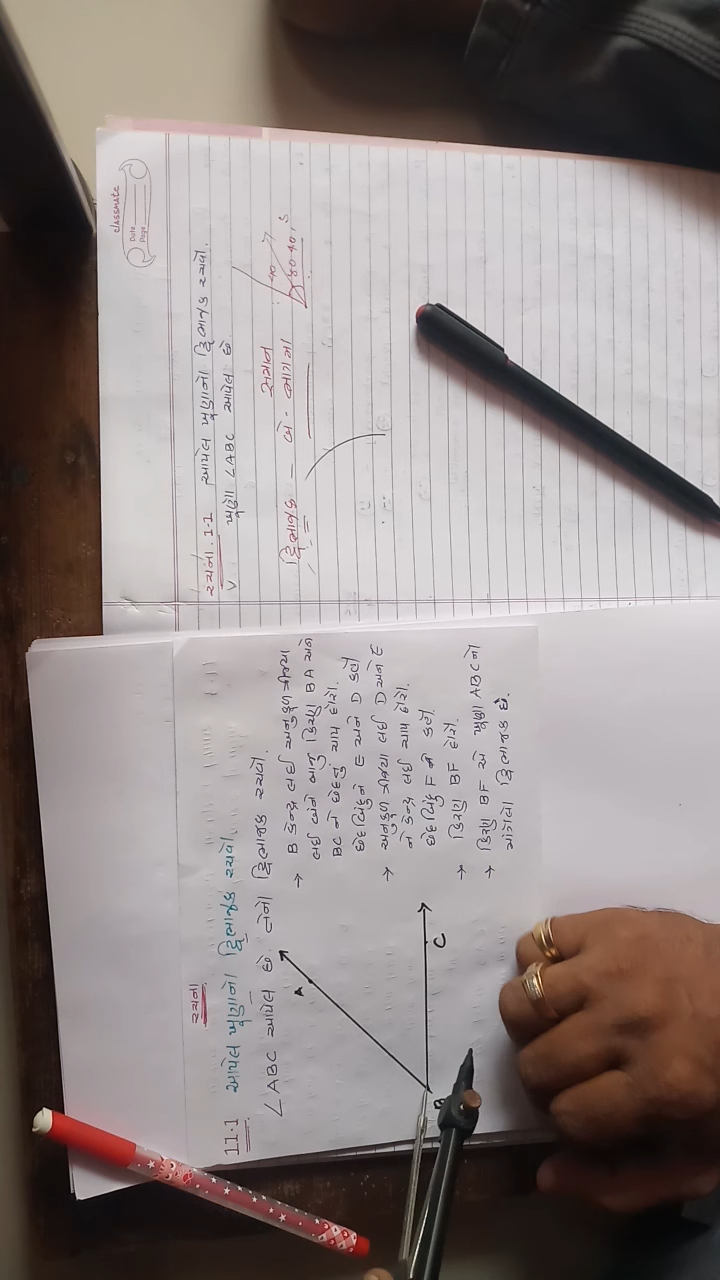 રચના
11.1 આપેલ ખૂણાનો દ્વિભાજક રચવો.
∠ABC આપેલ છે. તેનો દ્વિભાજક રચવો.
A
B
C
→ B કેન્દ્ર લઈ અનુકૂળ ત્રિજ્યા
લઈ બંને બાજુ કિરણ BA અને
BC ને છેદતું ચાપ દોરો.
છેદબિંદુને E અને D કહો
→ અનુકૂળ ત્રિજ્યા લઈ D અને E
ને કેન્દ્ર લઈ ચાપ દોરો.
છેદબિંદુ F ને કહો
→ કિરણ BF દોરો.
→ કિરણ BF એ ખૂણા ABC નો
માંગેલો દ્વિભાજક છે.
classmate
Date
Page
રચના. 1.1 આપેલ ખૂણાનો દ્વિભાજક રચવો.
ખૂણો ∠ABC આપેલ છે.
સમાન
દ્વિભાજક – બે - ભાગમાં